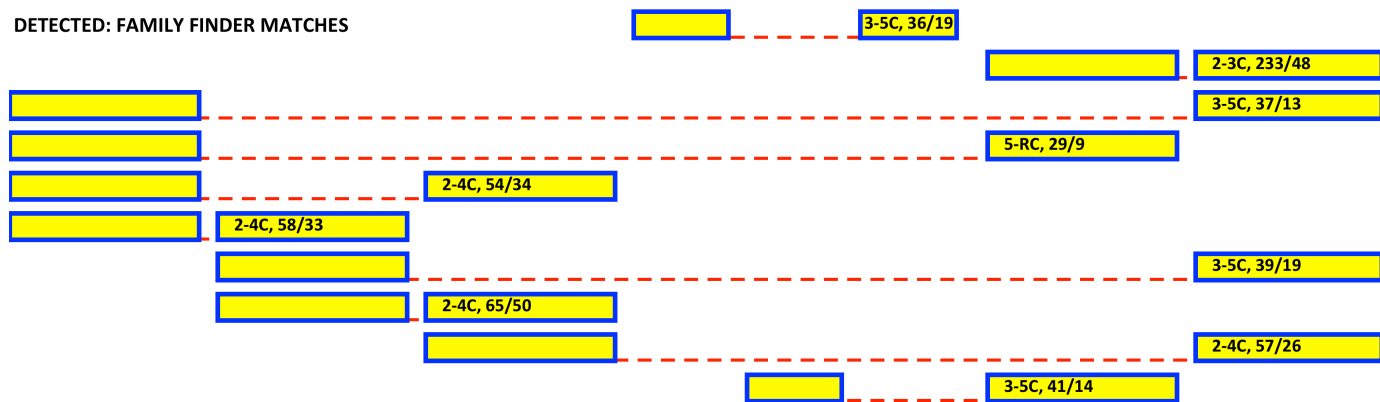 DETECTED: FAMILY FINDER MATCHES
3-5C, 36/19
2-3C, 233/48
3-5C, 37/13
5-RC, 29/9
2-4C, 54/34
2-4C, 58/33
3-5C, 39/19
2-4C, 65/50
2-4C, 57/26
3-5C, 41/14